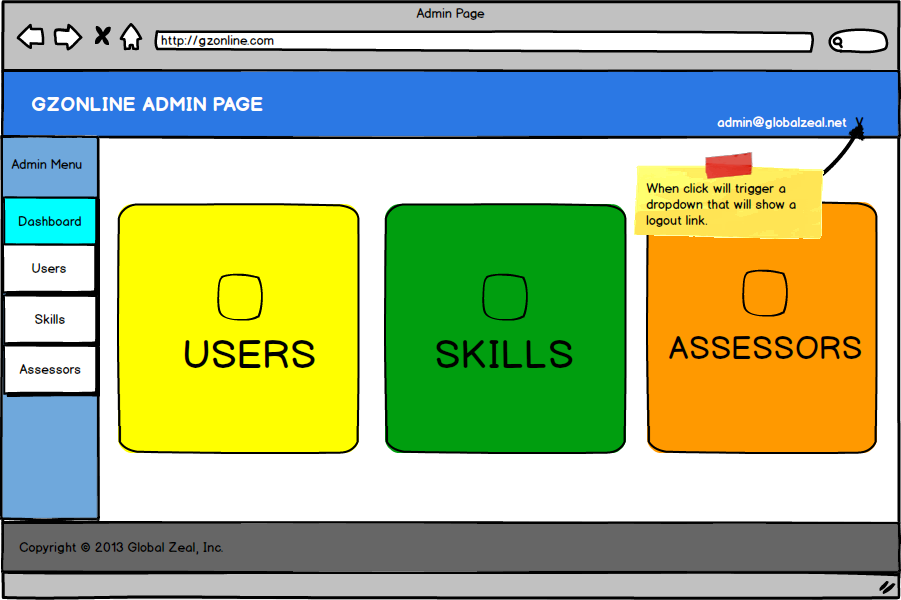 Admin Page
http://gzonline.com
GZONLINE ADMIN PAGE
admin@globalzeal.net
Admin Menu
Dashboard
Users
Skills
Assessors
When click will trigger a
dropdown that will show a
logout link.
USERS
SKILLS
ASSESSORS
Copyright © 2013 Global Zeal, Inc.